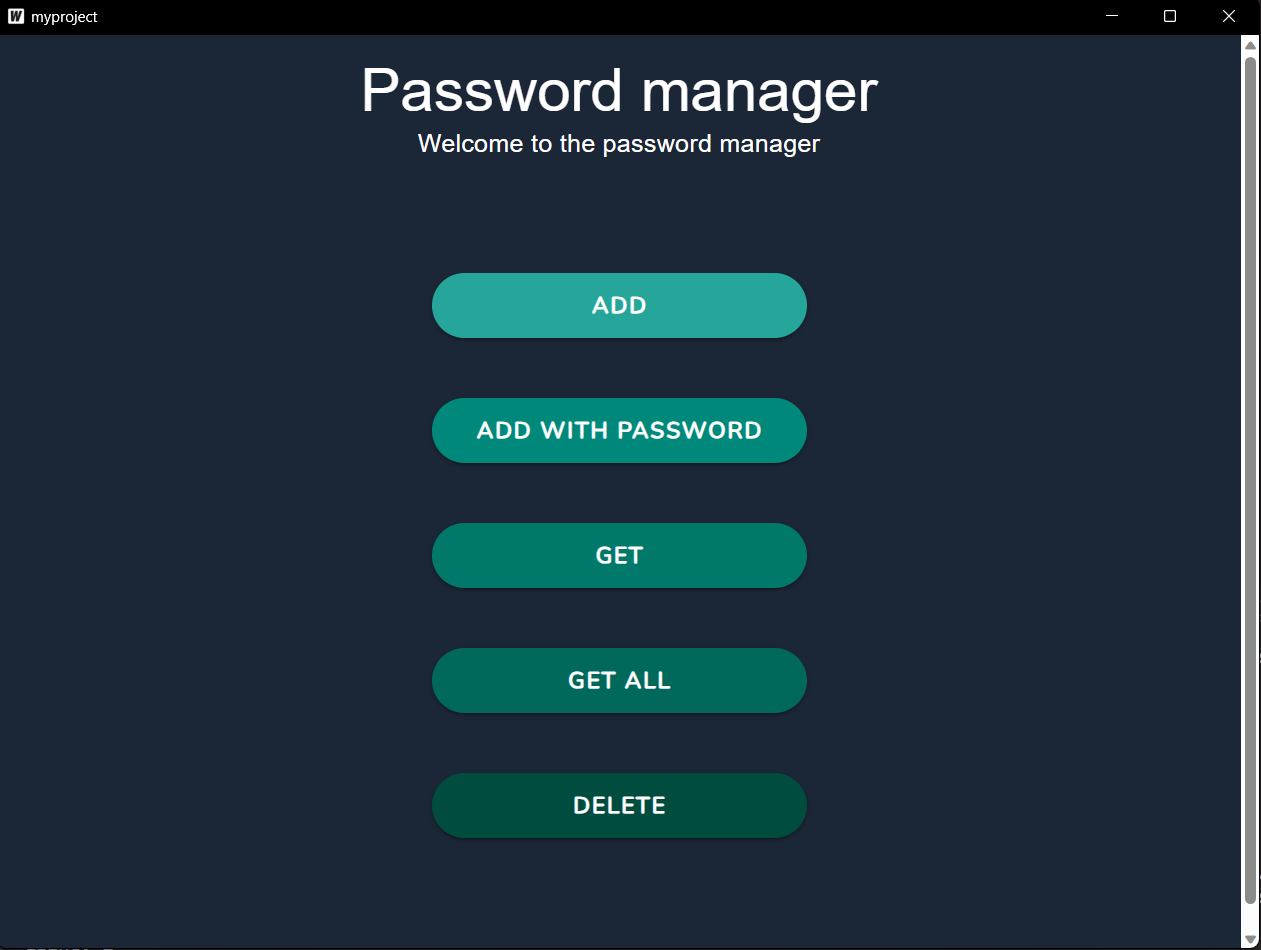 myproject
Password manager
Welcome to the password manager
ADD
ADD WITH PASSWORD
GET
GET ALL
DELETE